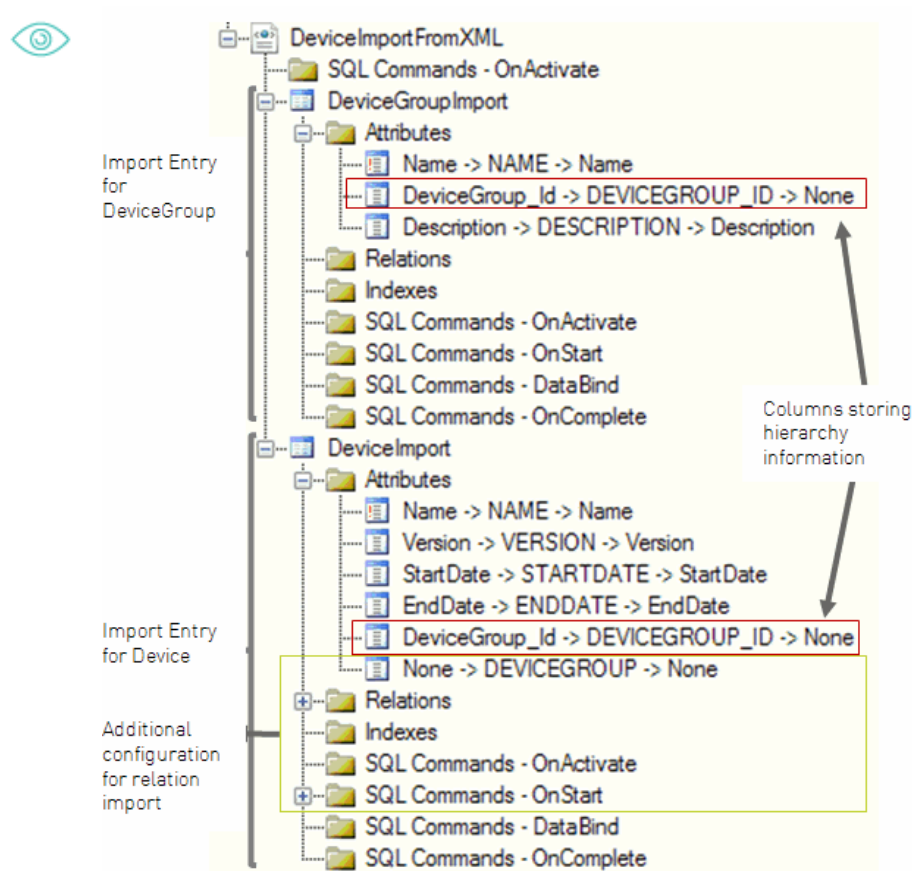 DeviceImportFromXML
SQL Commands - OnActivate
DeviceGroupImport
Attributes
Name -> NAME -> Name
DeviceGroup_Id -> DEVICEGROUP_ID -> None
Description -> DESCRIPTION -> Description
Relations
Indexes
SQL Commands - OnActivate
SQL Commands - OnStart
SQL Commands - DataBind
SQL Commands - OnComplete
Import Entry
for
DeviceGroup
DeviceImport
Attributes
Name -> NAME -> Name
Version -> VERSION -> Version
StartDate -> STARTDATE -> StartDate
EndDate -> ENDDATE -> EndDate
DeviceGroup_Id -> DEVICEGROUP_ID -> None
None -> DEVICEGROUP -> None
Relations
Indexes
SQL Commands - OnActivate
SQL Commands - OnStart
SQL Commands - DataBind
SQL Commands - OnComplete
Import Entry
for Device
Additional
configuration
for relation
import
Columns storing
hierarchy
information